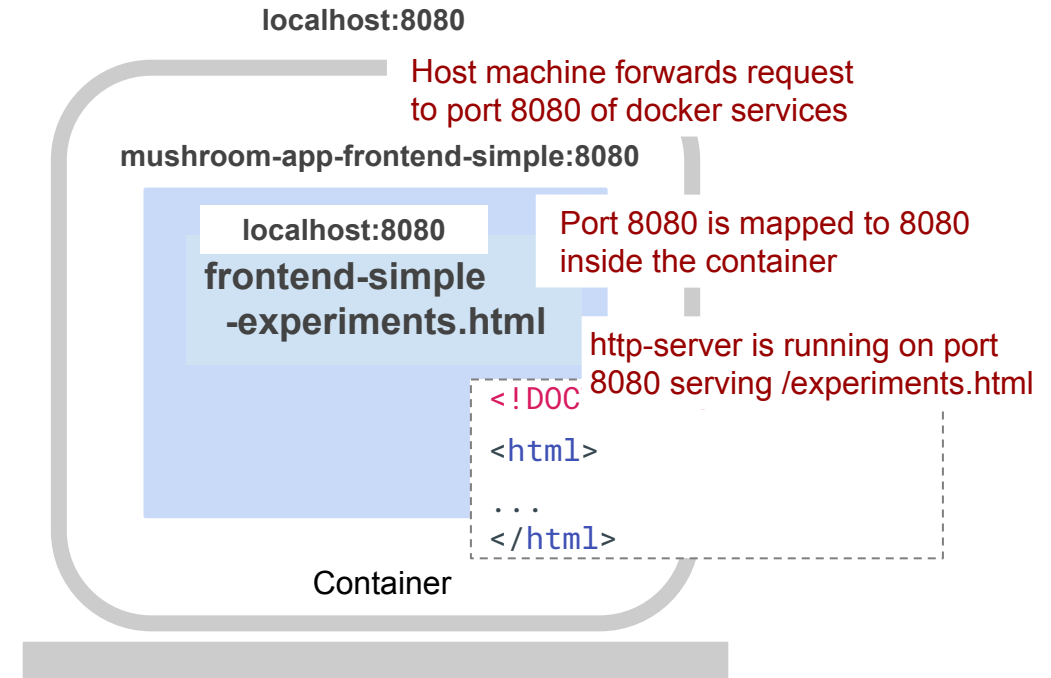 localhost:8080
Host machine forwards request
to port 8080 of docker services
mushroom-app-frontend-simple:8080
localhost:8080
Port 8080 is mapped to 8080
inside the container
frontend-simple
-experiments.html
http-server is running on port
8080 serving /experiments.html
<!DOC
<html>
...
</html>
Container